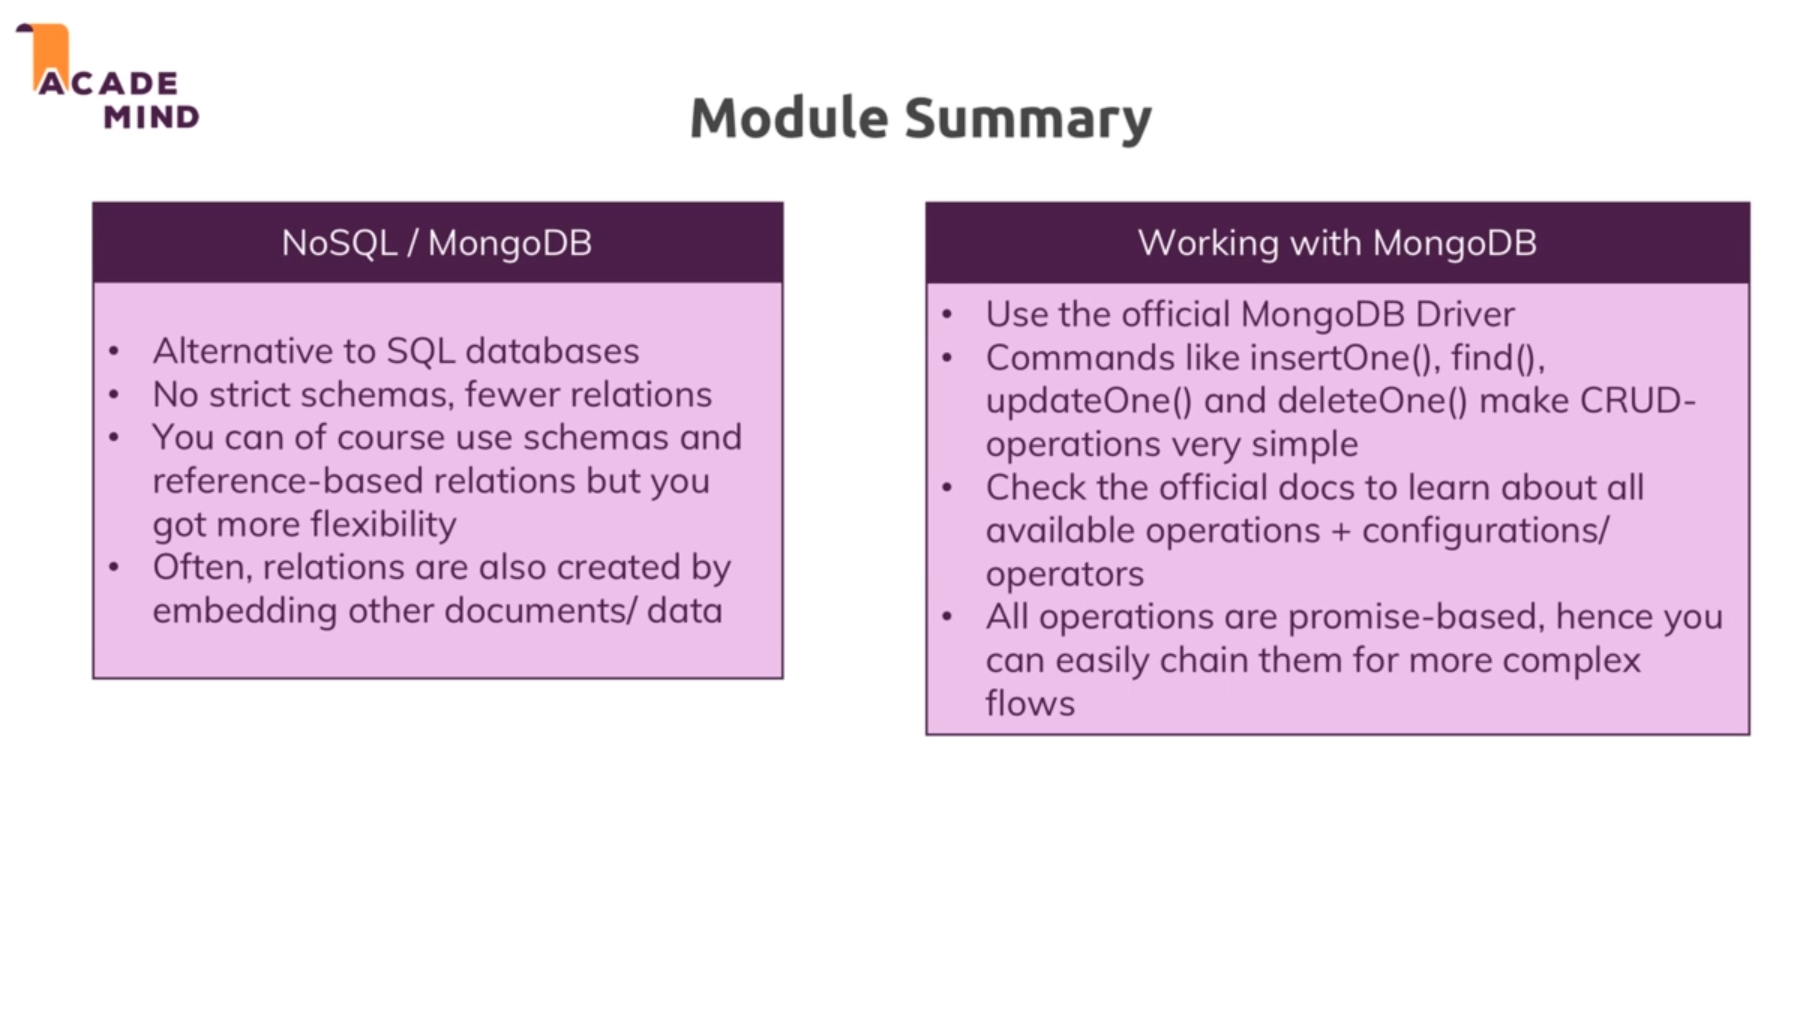 ACADE
MIND
Module Summary
NoSQL / MongoDB
• Alternative to SQL databases
• No strict schemas, fewer relations
• You can of course use schemas and
reference-based relations but you
got more flexibility
• Often, relations are also created by
embedding other documents/ data
Working with MongoDB
• Use the official MongoDB Driver
• Commands like insertOne(), find(),
updateOne() and deleteOne() make CRUD-
operations very simple
• Check the official docs to learn about all
available operations + configurations/
operators
• All operations are promise-based, hence you
can easily chain them for more complex
flows